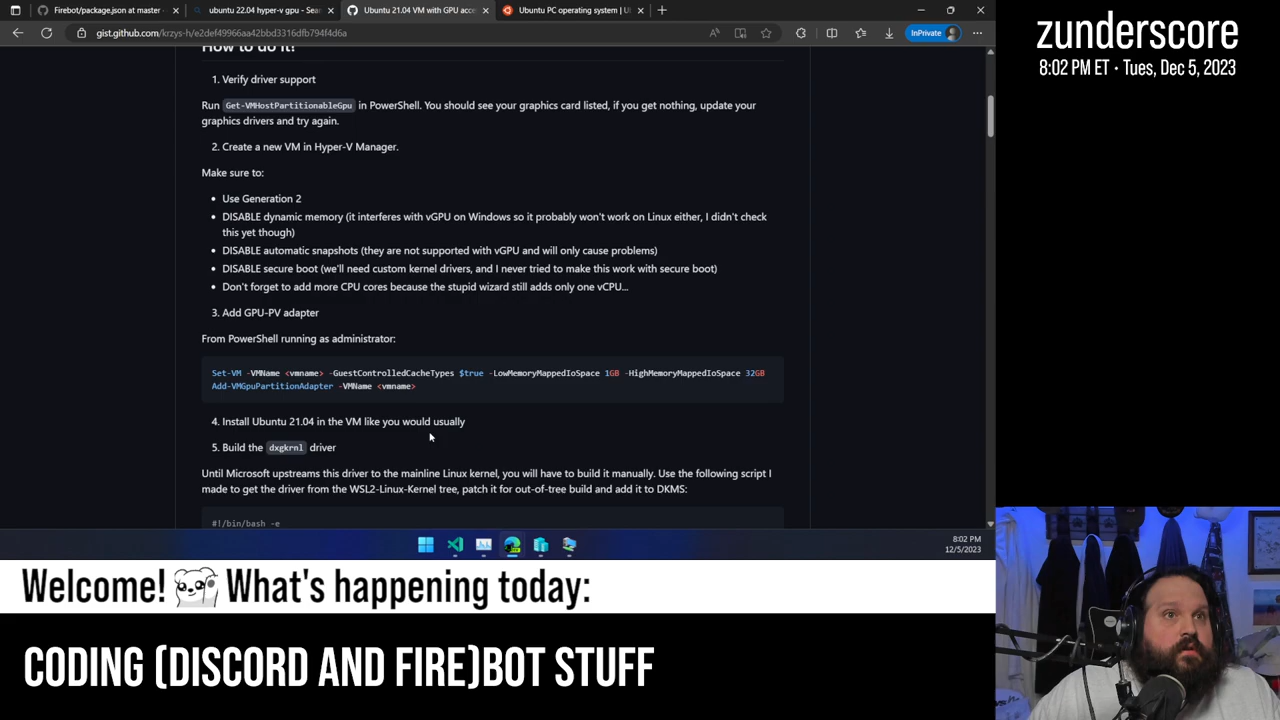 Firebot/package.json at master
ubuntu 22.04 hyper-v gpu - Sear
Ubuntu 21.04 VM with GPU acce
Ubuntu PC operating system | U
gist.github.com/krzys-h/e2def49966aa42bbd3316dfb794f4d6a
InPrivate
How to do it!
1. Verify driver support
Run Get-VMHostPartitionableGpu in PowerShell. You should see your graphics card listed, if you get nothing, update your
graphics drivers and try again.
2. Create a new VM in Hyper-V Manager.
Make sure to:
• Use Generation 2
• DISABLE dynamic memory (it interferes with vGPU on Windows so it probably won't work on Linux either, I didn't check
this yet though)
• DISABLE automatic snapshots (they are not supported with vGPU and will only cause problems)
• DISABLE secure boot (we'll need custom kernel drivers, and I never tried to make this work with secure boot)
• Don't forget to add more CPU cores because the stupid wizard still adds only one vCPU...
3. Add GPU-PV adapter
From PowerShell running as administrator:
Set-VM -VMName <vmname> -GuestControlledCacheTypes $true -LowMemoryMappedIoSpace 1GB -HighMemoryMappedIoSpace 32GB
Add-VMGpuPartitionAdapter -VMName <vmname>
4. Install Ubuntu 21.04 in the VM like you would usually
5. Build the dxgkrnl driver
Until Microsoft upstreams this driver to the mainline Linux kernel, you will have to build it manually. Use the following script I
made to get the driver from the WSL2-Linux-Kernel tree, patch it for out-of-tree build and add it to DKMS:
#!/bin/bash -e
8:02 PM
12/5/2023
zunderscore
8:02 PM ET • Tues, Dec 5, 2023
Welcome! What's happening today:
CODING (DISCORD AND FIRE)BOT STUFF